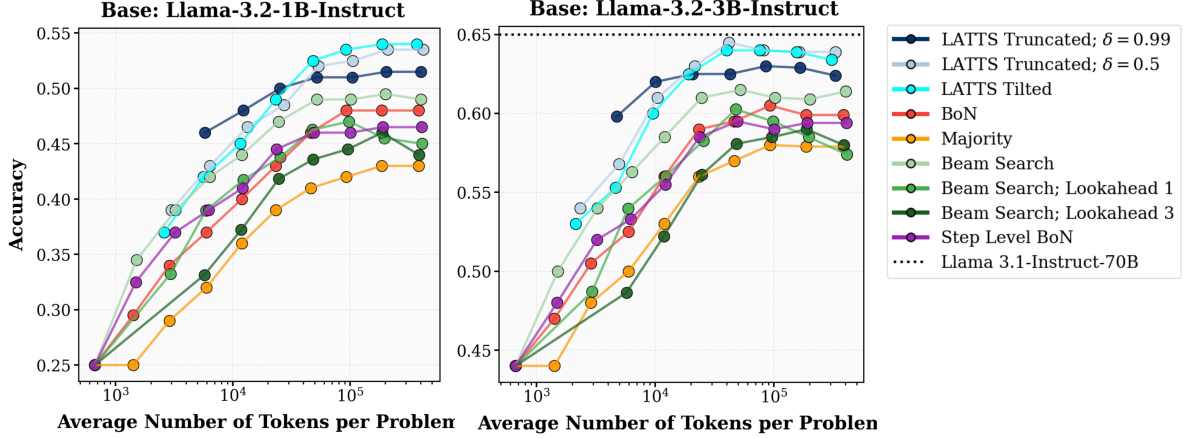 Base: Llama-3.2-1B-Instruct
Accuracy
0.55
0.50
0.45
0.40
0.35
0.30
0.25
10³
10⁴
10⁵
Average Number of Tokens per Problem
Base: Llama-3.2-3B-Instruct
0.65
0.60
0.55
0.50
0.45
10³
10⁴
10⁵
Average Number of Tokens per Problem
LATTS Truncated; δ = 0.99
LATTS Truncated; δ = 0.5
LATTS Tilted
BoN
Majority
Beam Search
Beam Search; Lookahead 1
Beam Search; Lookahead 3
Step Level BoN
Llama 3.1-Instruct-70B